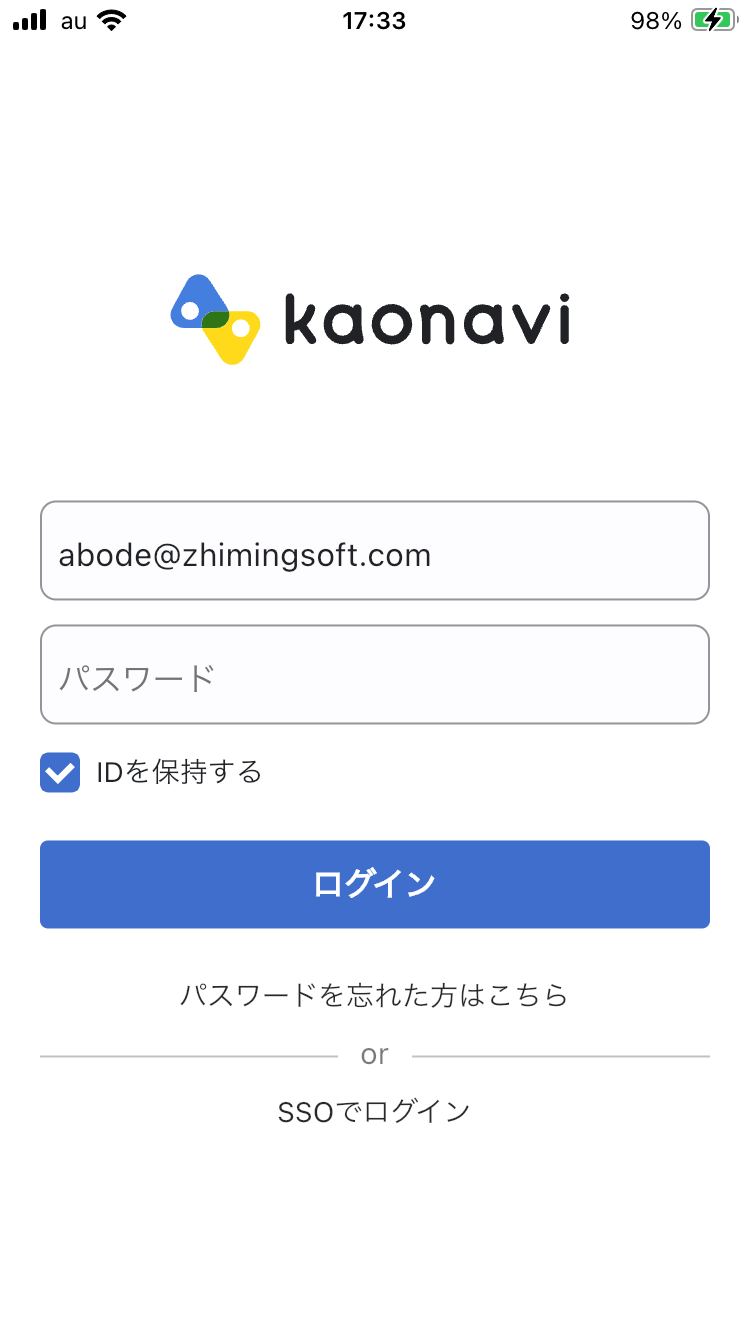 au 17:33 98%
kaonavi
abode@zhimingsoft.com
パスワード
IDを保持する
ログイン
パスワードを忘れた方はこちら
or
SSOでログイン